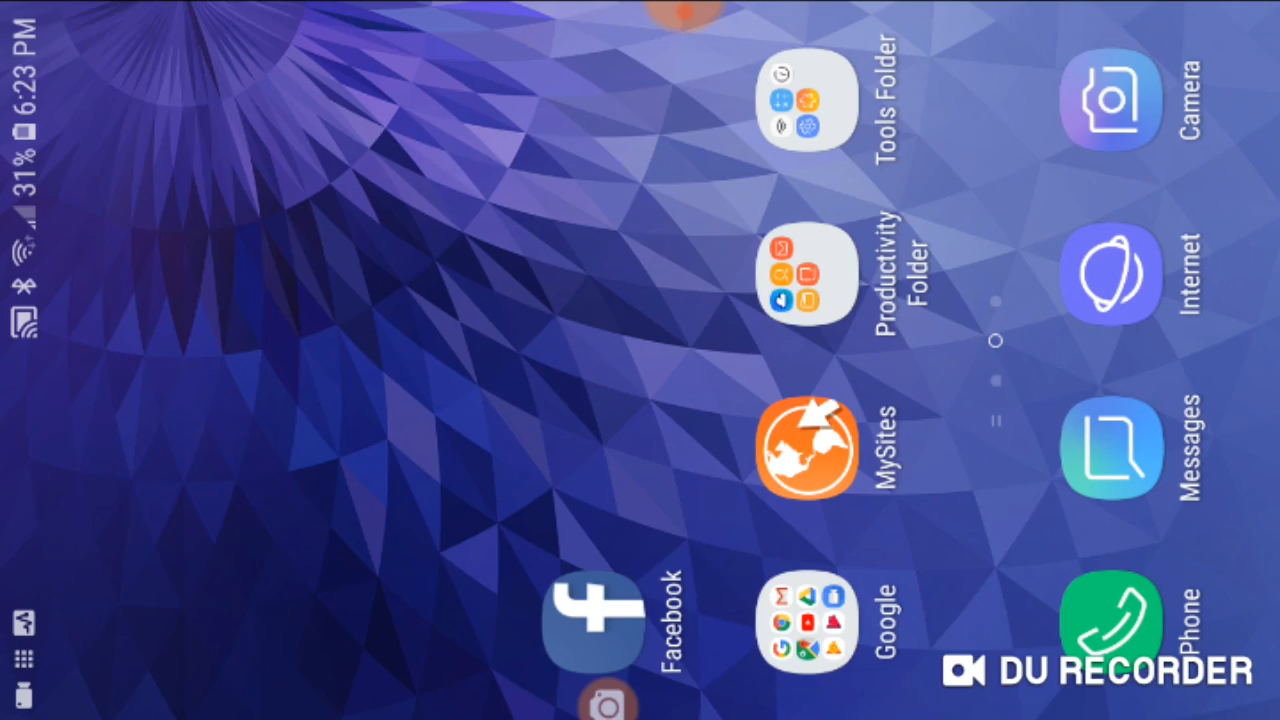 31% 6:23 PM
Facebook
Google
MySites
Productivity
Folder
Tools Folder
Phone
Messages
Internet
Camera
DU RECORDER